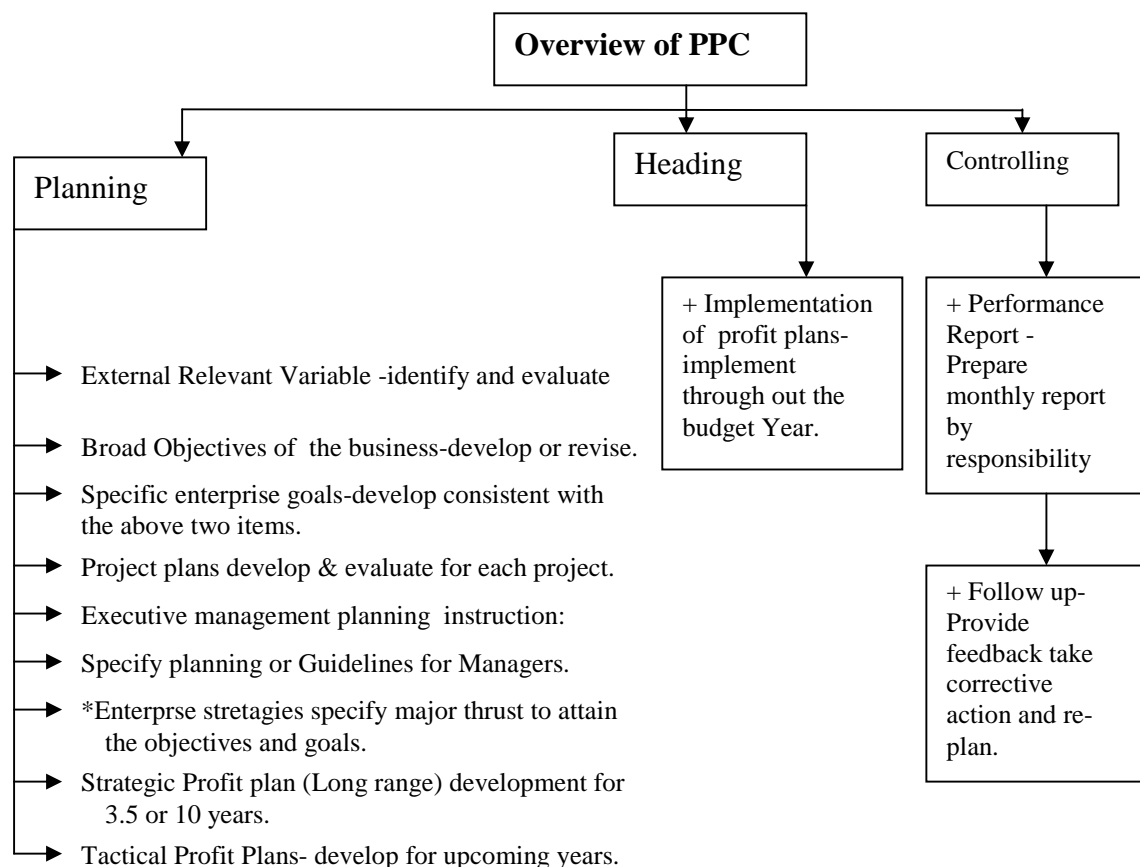 Overview of PPC
Planning
Heading
Controlling
External Relevant Variable -identify and evaluate
Broad Objectives of the business-develop or revise.
Specific enterprise goals-develop consistent with
the above two items.
Project plans develop & evaluate for each project.
Executive management planning instruction:
Specify planning or Guidelines for Managers.
*Enterprse stretagies specify major thrust to attain
the objectives and goals.
Strategic Profit plan (Long range) development for
3.5 or 10 years.
Tactical Profit Plans- develop for upcoming years.
+ Implementation
of profit plans-
implement
through out the
budget Year.
+ Performance
Report -
Prepare
monthly report
by
responsibility
+ Follow up-
Provide
feedback take
corrective
action and re-
plan.